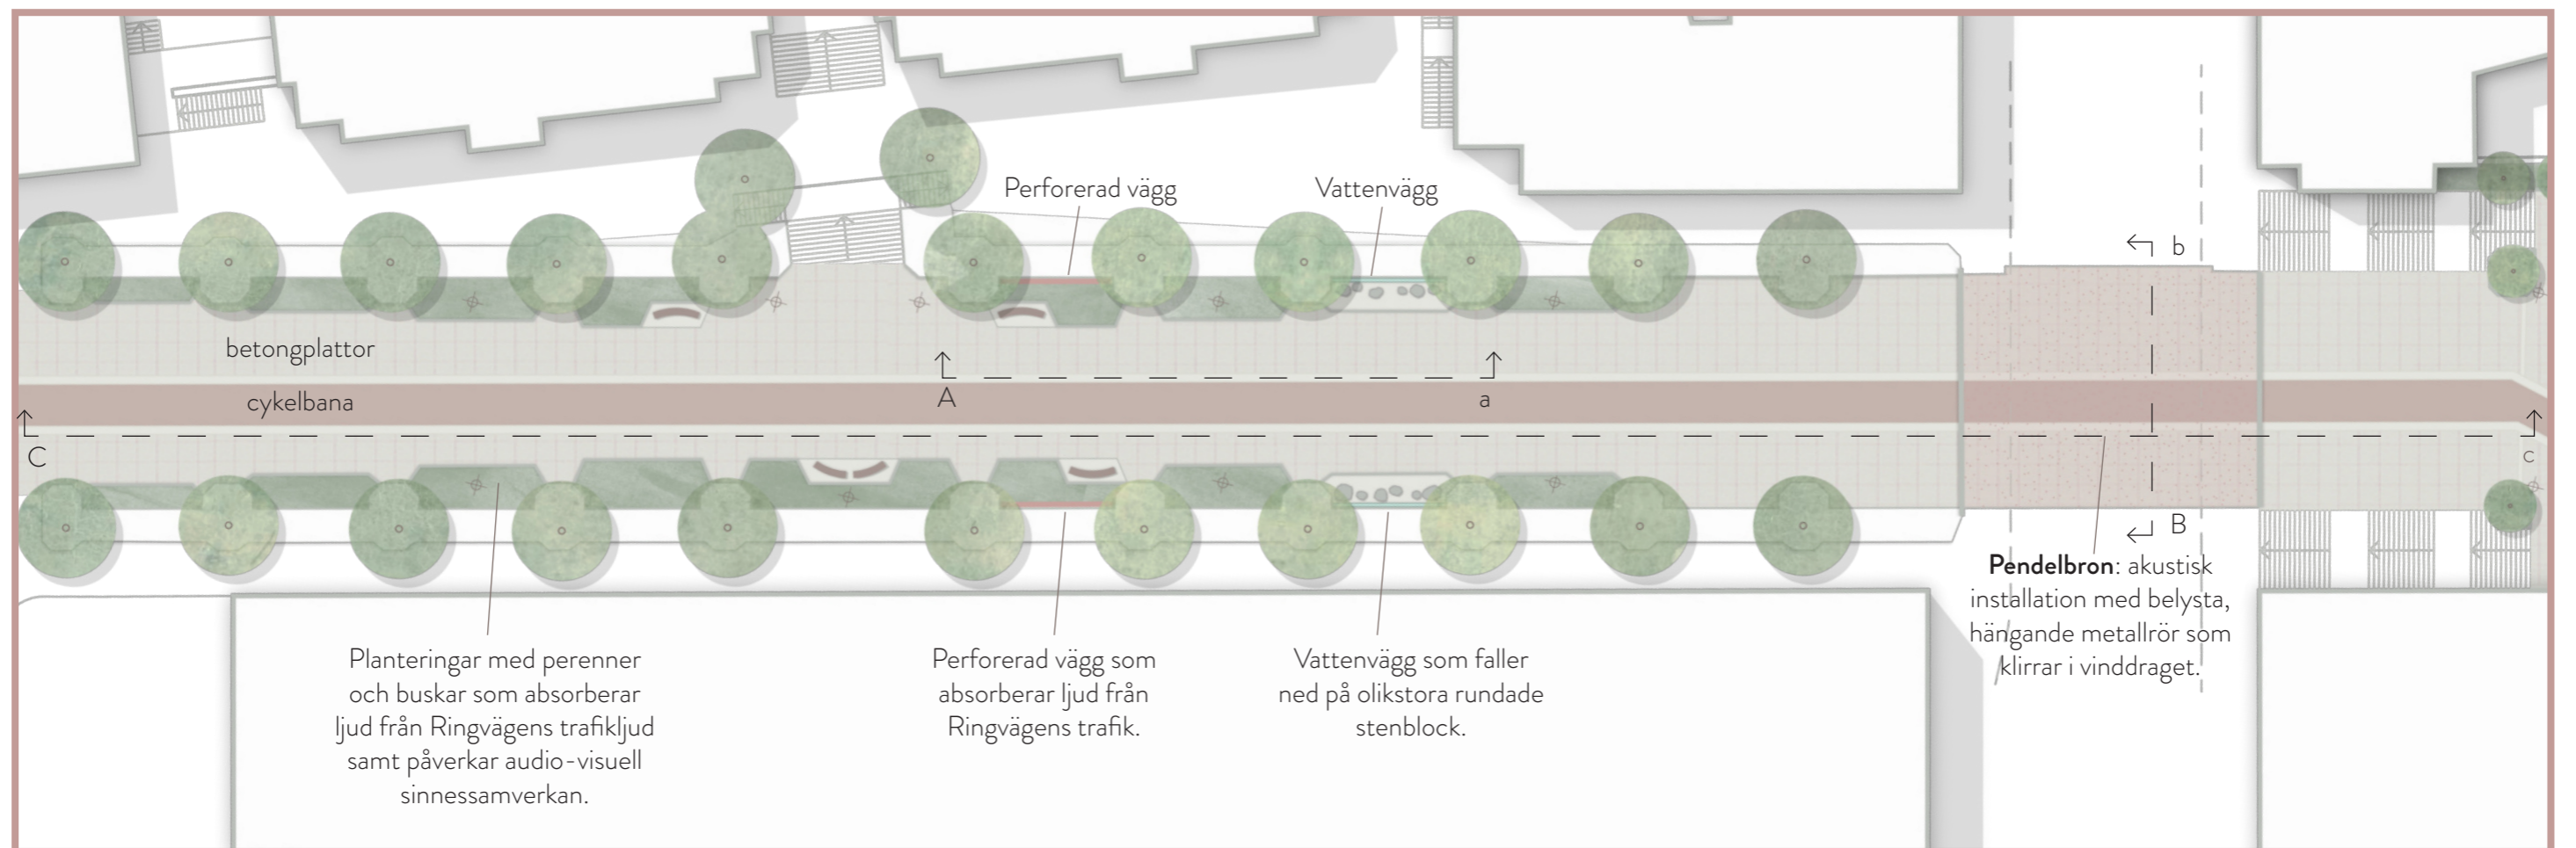 Perforerad vägg
Vattenvägg
b
betongplattor
cykelbana
A
a
C
c
B
Pendelbron: akustisk
installation med belysta,
hängande metallrör som
klirrar i vinddraget.
Planteringar med perenner
och buskar som absorberar
ljud från Ringvägens trafikljud
samt påverkar audio-visuell
sinnessamverkan.
Perforerad vägg som
absorberar ljud från
Ringvägens trafik.
Vattenvägg som faller
ned på olikstora rundade
stenblock.